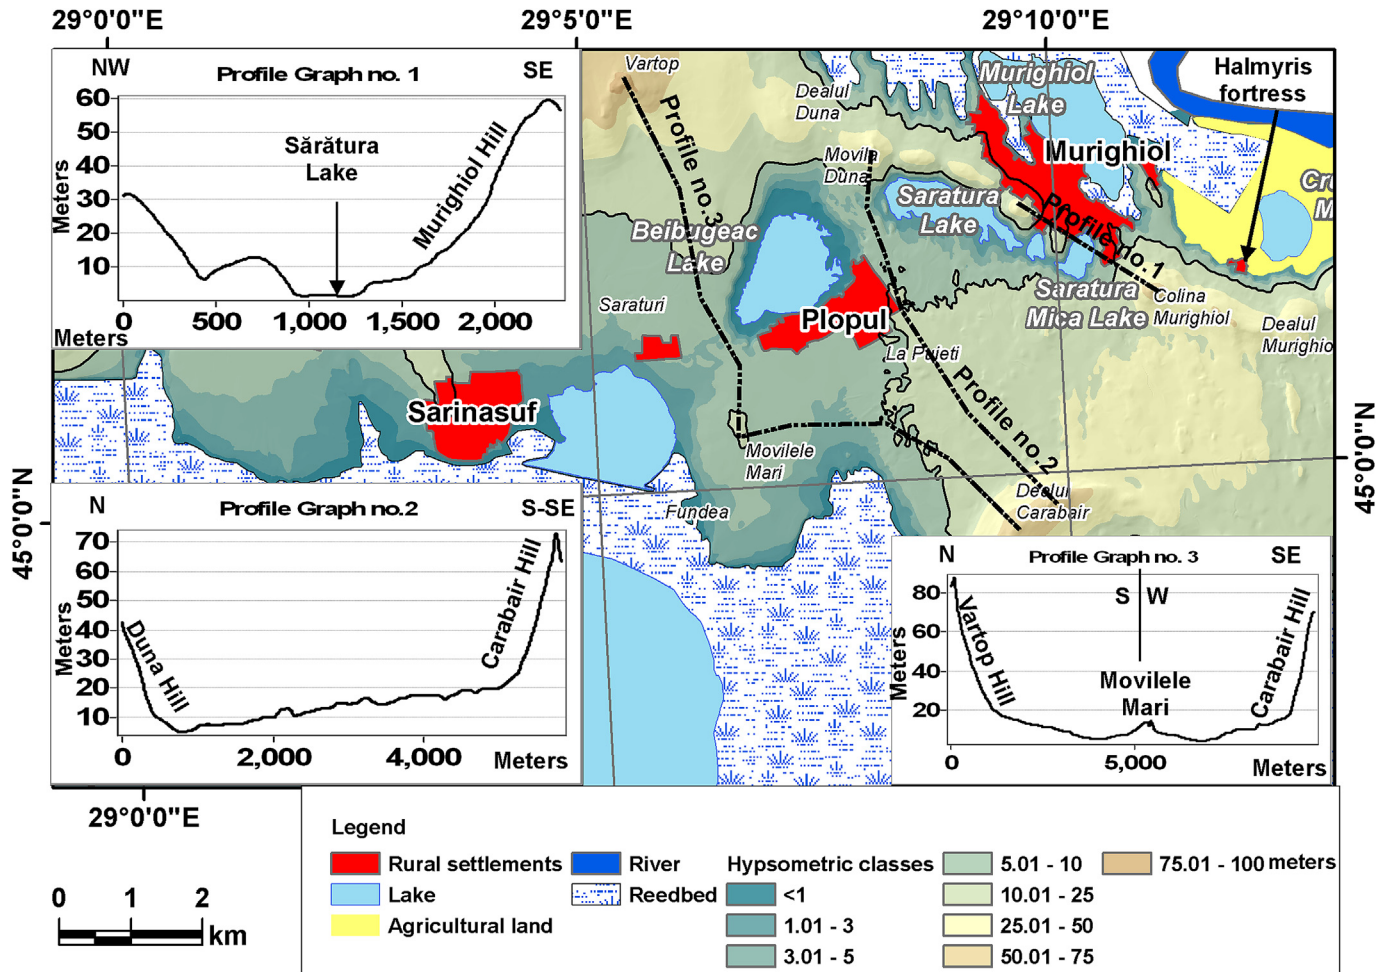 29°0'0"E
29°5'0"E
29°10'0"E
NW
Profile Graph no. 1
SE
60
50
40
30
20
10
Meters
Sărătura
Lake
Murighiol Hill
0
500
1,000
1,500
2,000
Meters
Vartop
Profile no.3
Dealul
Duna
Movila
Duna
Murighiol
Lake
Halmyris
fortress
Murighiol
Saratura
Lake
Cr
M
Beibugeac
Lake
Profile no.1
Saraturi
Plopul
Saratura
Mica Lake
Colina
Murighiol
Dealul
Murighio
La Puieti
Profile no.2
Sarinasuf
Movilele
Mari
Dealul
Carabair
Fundea
45°0'0"N
45°0'0"N
N
Profile Graph no.2
S-SE
70
60
50
40
30
20
10
Meters
Duna Hill
Carabair Hill
0
2,000
4,000
Meters
N
Profile Graph no. 3
SE
80
60
40
20
Meters
S W
Vartop Hill
Movilele
Mari
Carabair Hill
0
5,000
Meters
29°0'0"E
0 1 2
km
Legend
Rural settlements
Lake
Agricultural land
River
Reedbed
Hypsometric classes
<1
1.01 - 3
3.01 - 5
5.01 - 10
10.01 - 25
25.01 - 50
50.01 - 75
75.01 - 100 meters